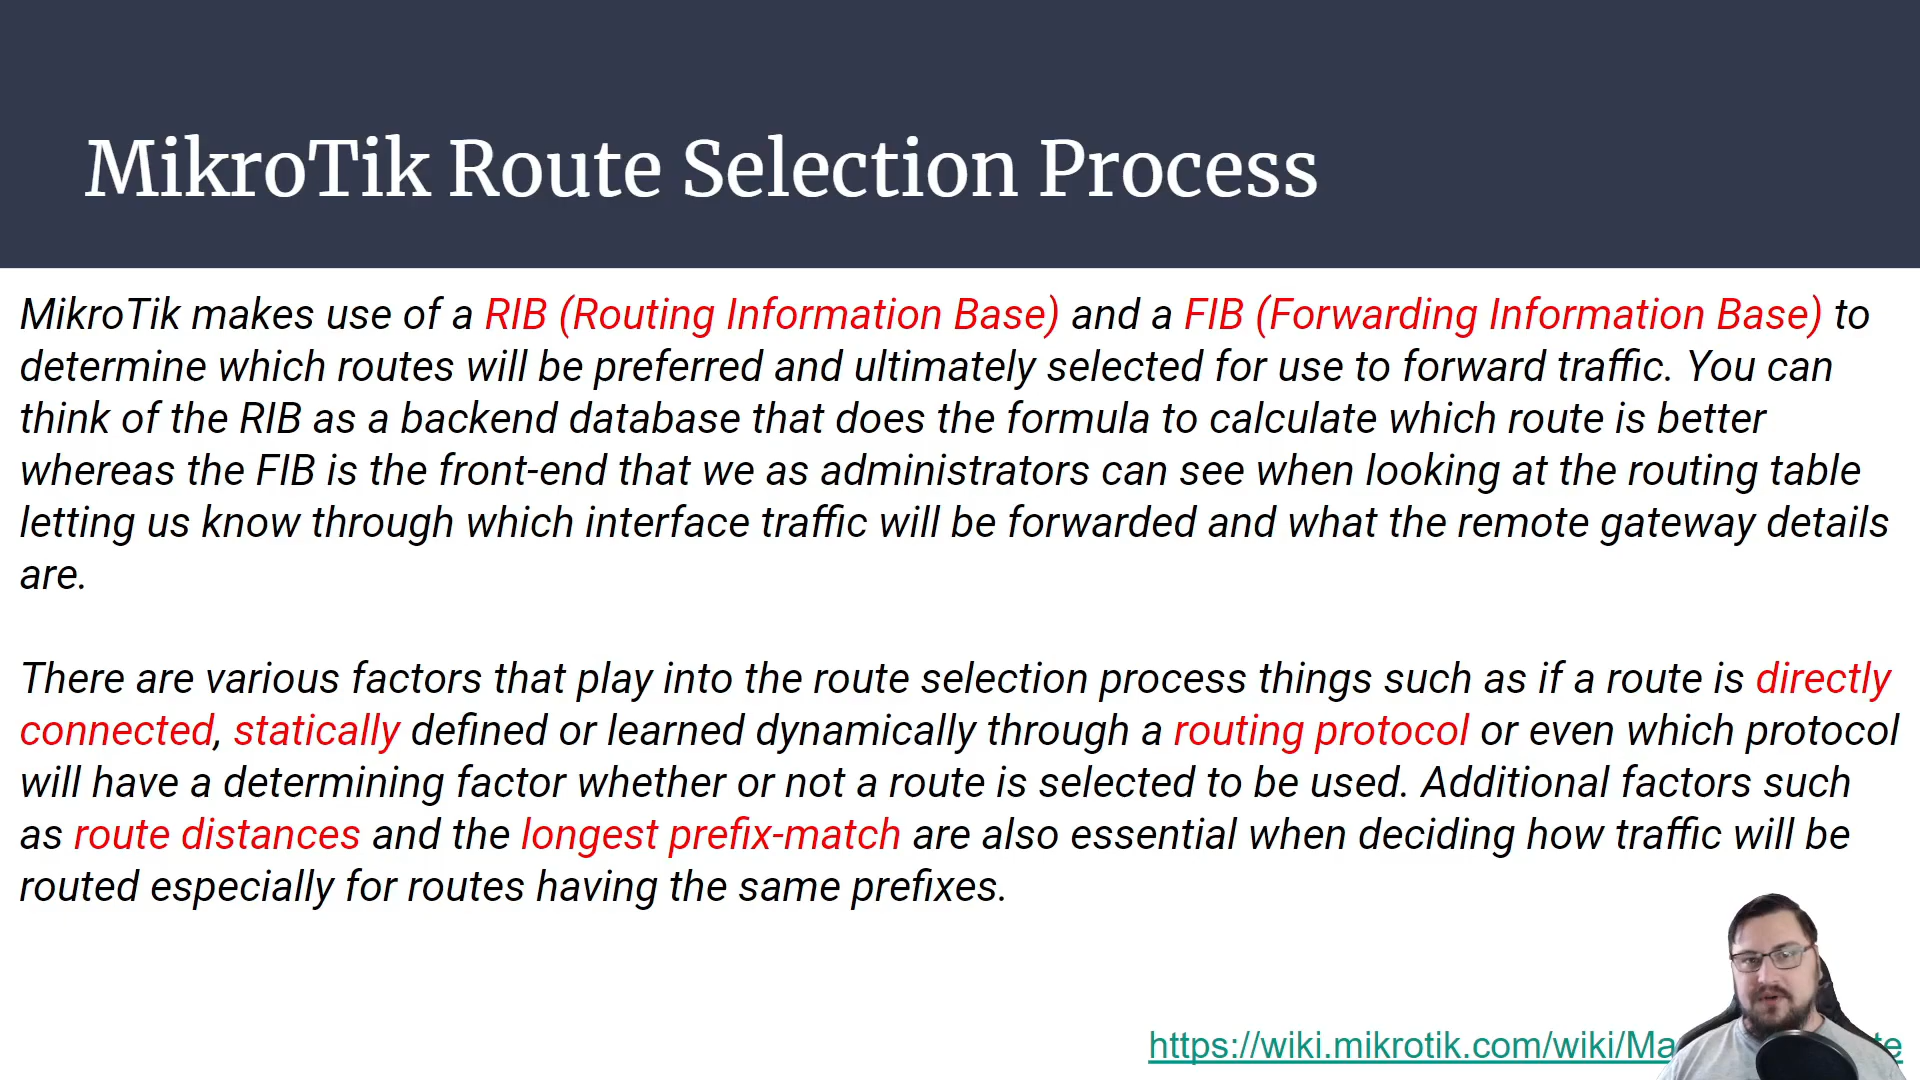 MikroTik Route Selection Process
MikroTik makes use of a RIB (Routing Information Base) and a FIB (Forwarding Information Base) to
determine which routes will be preferred and ultimately selected for use to forward traffic. You can
think of the RIB as a backend database that does the formula to calculate which route is better
whereas the FIB is the front-end that we as administrators can see when looking at the routing table
letting us know through which interface traffic will be forwarded and what the remote gateway details
are.
There are various factors that play into the route selection process things such as if a route is directly
connected, statically defined or learned dynamically through a routing protocol or even which protocol
will have a determining factor whether or not a route is selected to be used. Additional factors such
as route distances and the longest prefix-match are also essential when deciding how traffic will be
routed especially for routes having the same prefixes.
https://wiki.mikrotik.com/wiki/Ma